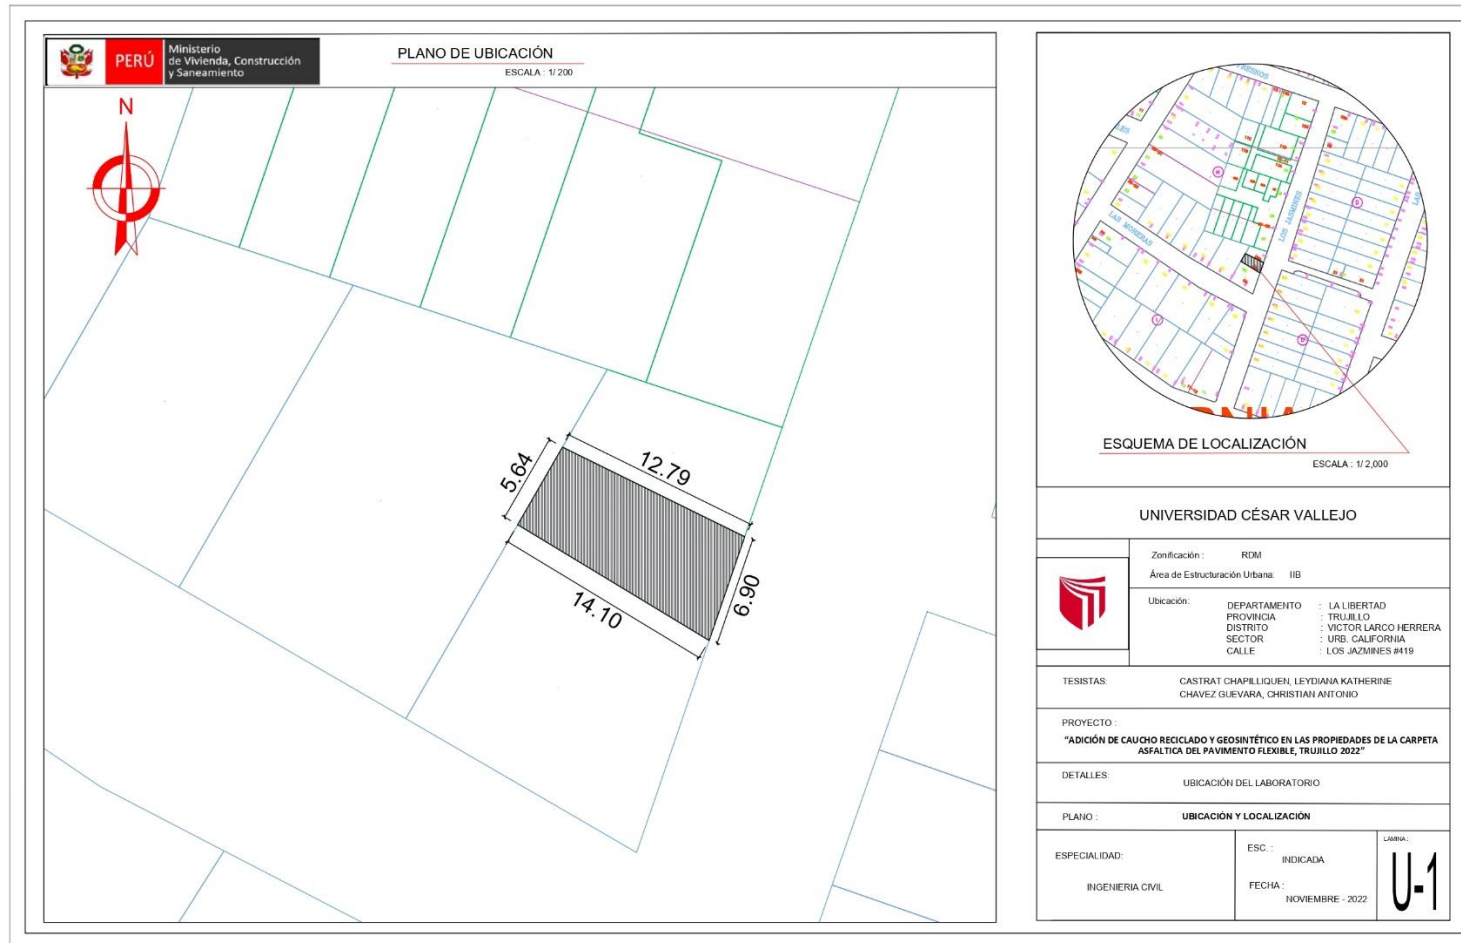 PERÚ
Ministerio
de Vivienda, Construcción
y Saneamiento
PLANO DE UBICACIÓN
ESCALA : 1/ 200
N
5.64
12.79
14.10
6.90
LAS MORERAS
LOS JASMINES
ESQUEMA DE LOCALIZACIÓN
ESCALA : 1/ 2,000
UNIVERSIDAD CÉSAR VALLEJO
Zonificación : RDM
Área de Estructuración Urbana: IIB
Ubicación:
DEPARTAMENTO : LA LIBERTAD
PROVINCIA : TRUJILLO
DISTRITO : VICTOR LARCO HERRERA
SECTOR : URB. CALIFORNIA
CALLE : LOS JAZMINES #419
TESISTAS: CASTRAT CHAPILLIQUEN, LEYDIANA KATHERINE
CHAVEZ GUEVARA, CHRISTIAN ANTONIO
PROYECTO :
“ADICIÓN DE CAUCHO RECICLADO Y GEOSINTÉTICO EN LAS PROPIEDADES DE LA CARPETA
ASFALTICA DEL PAVIMENTO FLEXIBLE, TRUJILLO 2022”
DETALLES:
UBICACIÓN DEL LABORATORIO
PLANO : UBICACIÓN Y LOCALIZACIÓN
ESPECIALIDAD:
INGENIERIA CIVIL
ESC. :
INDICADA
FECHA :
NOVIEMBRE - 2022
LAMINA :
U-1